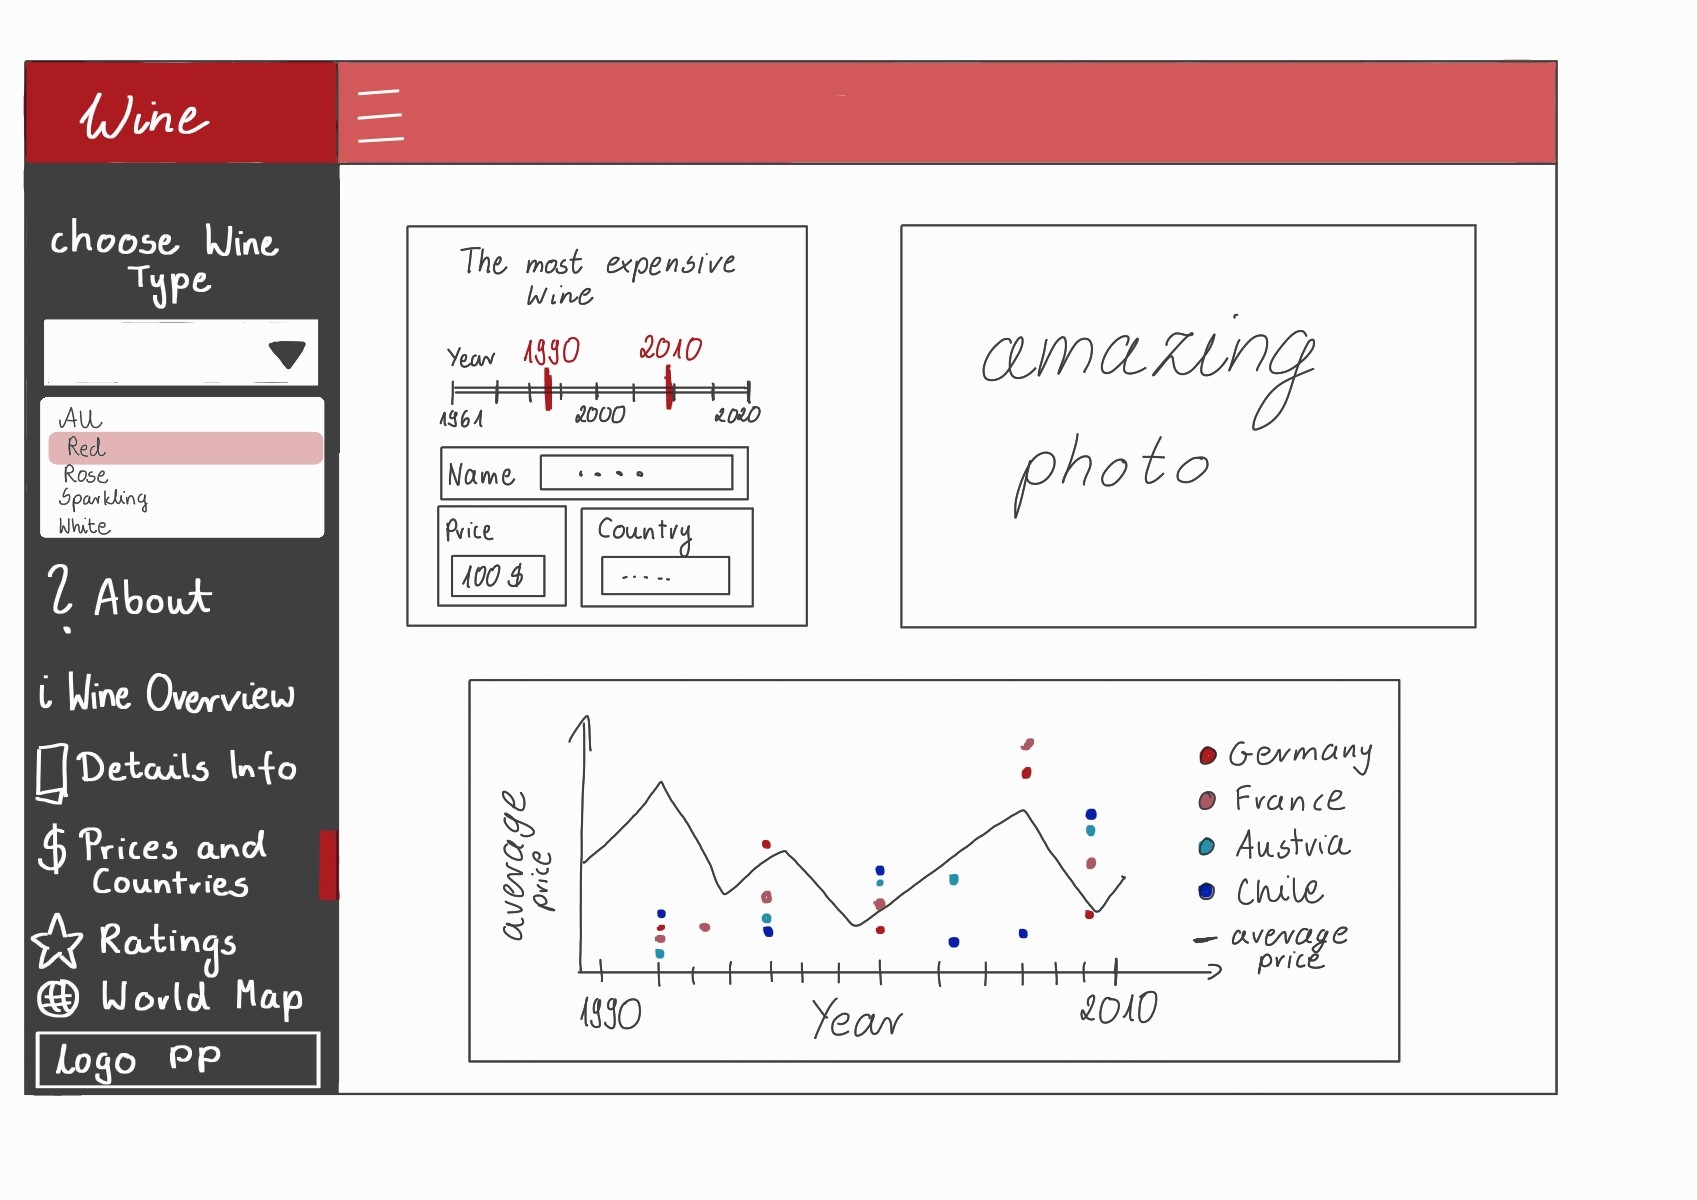 Wine
choose Wine
Type
All
Red
Rose
Sparkling
White
? About
i Wine Overview
Details Info
$ Prices and
Countries
Ratings
World Map
Logo PP
The most expensive
Wine
Year 1990 2010
1961 2000 2020
Name ....
Price Country
100 $ .....
amazing
photo
average
price
1990 Year 2010
Germany
France
Austria
Chile
average
price